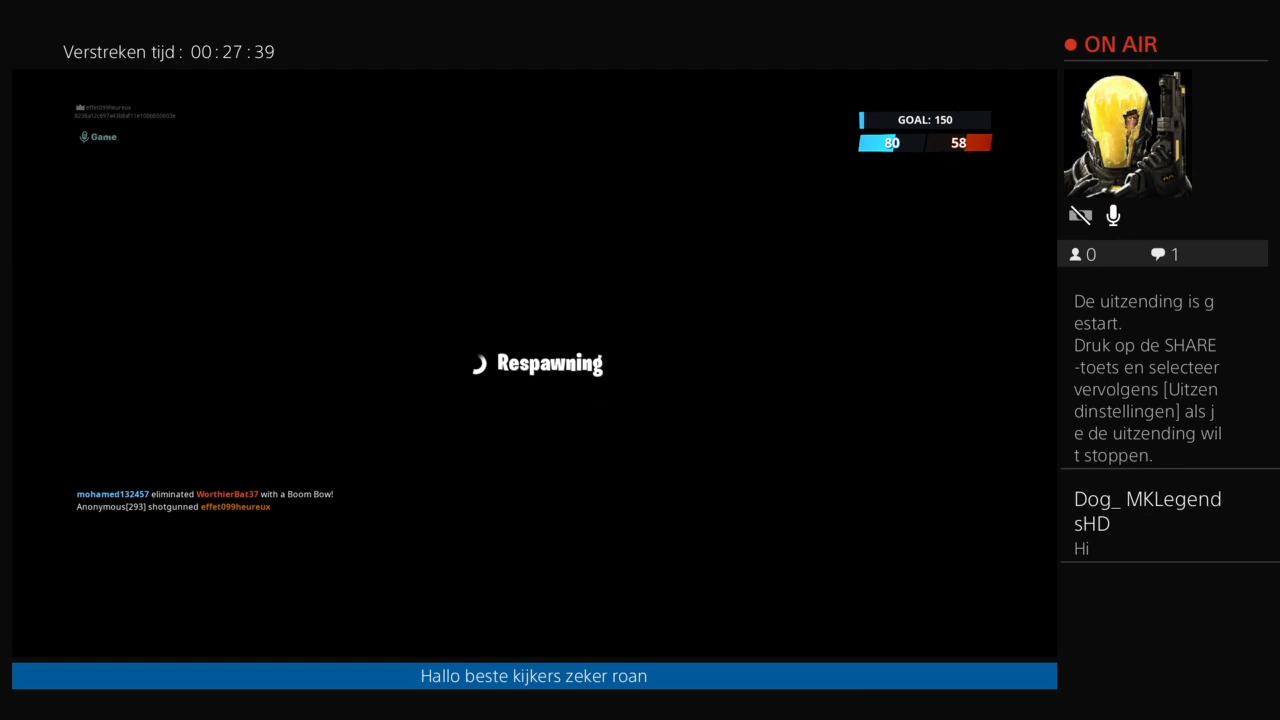 Verstreken tijd : 00 : 27 : 39
ON AIR
effet099heureux
Game
GOAL: 150
80 58
0 1
De uitzending is g
estart.
Druk op de SHARE
-toets en selecteer
vervolgens [Uitzen
dinstellingen] als j
e de uitzending wil
t stoppen.
Respawning
mohamed132457 eliminated WorthierBat37 with a Boom Bow!
Anonymous[293] shotgunned effet099heureux
Dog_ MKLegend
sHD
Hi
Hallo beste kijkers zeker roan